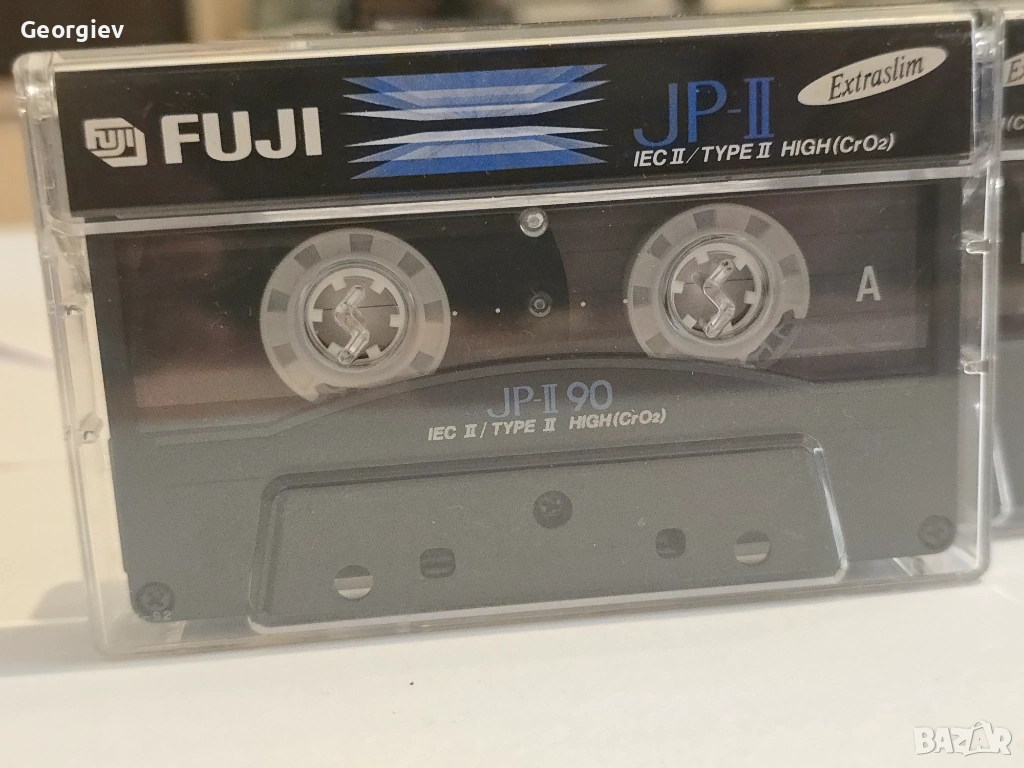 Georgiev
FUJI FUJI
JP-II
Extraslim
IEC II / TYPE II HIGH (CrO2)
A
JP-II 90
IEC II / TYPE II HIGH (CrO2)
BAZAR